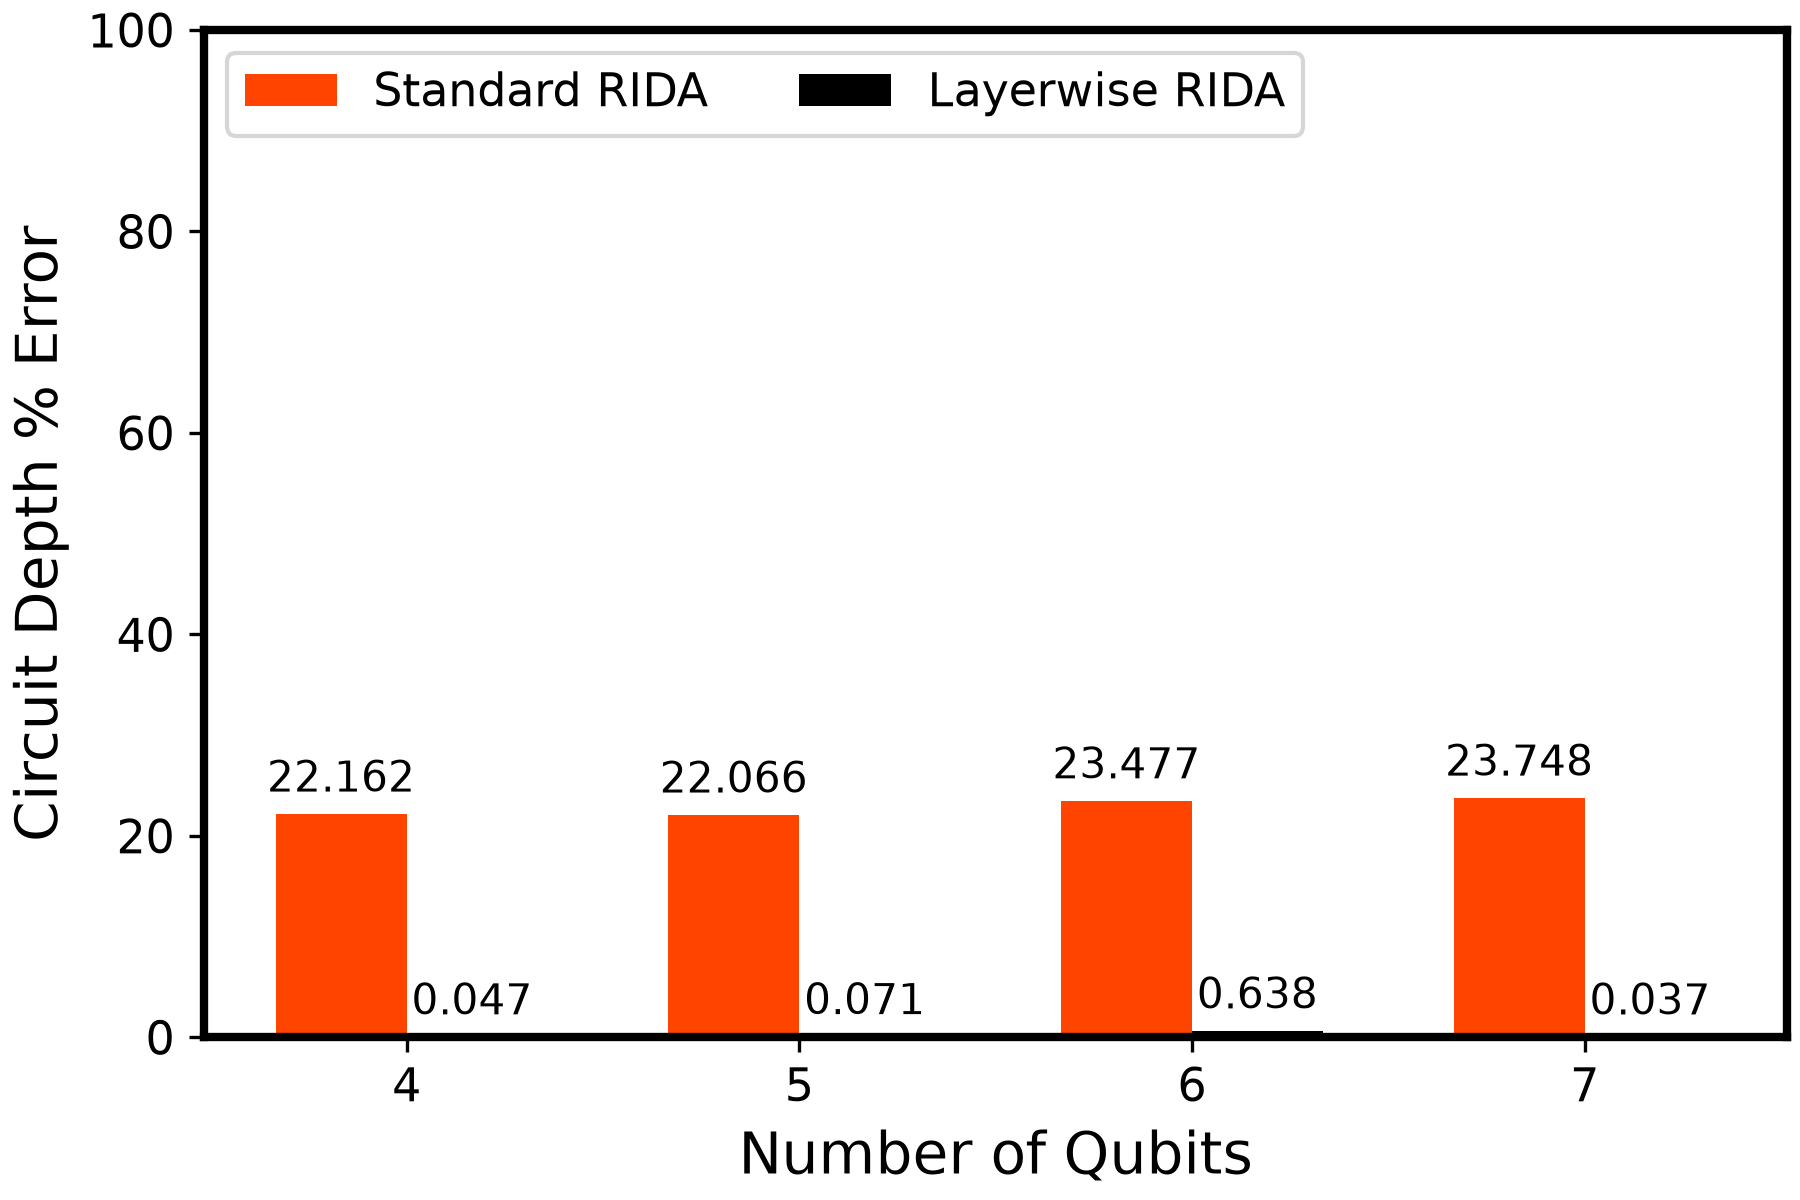 Circuit Depth % Error
100
80
60
40
20
0
Standard RIDA Layerwise RIDA
22.162 22.066 23.477 23.748
0.047 0.071 0.638 0.037
4 5 6 7
Number of Qubits